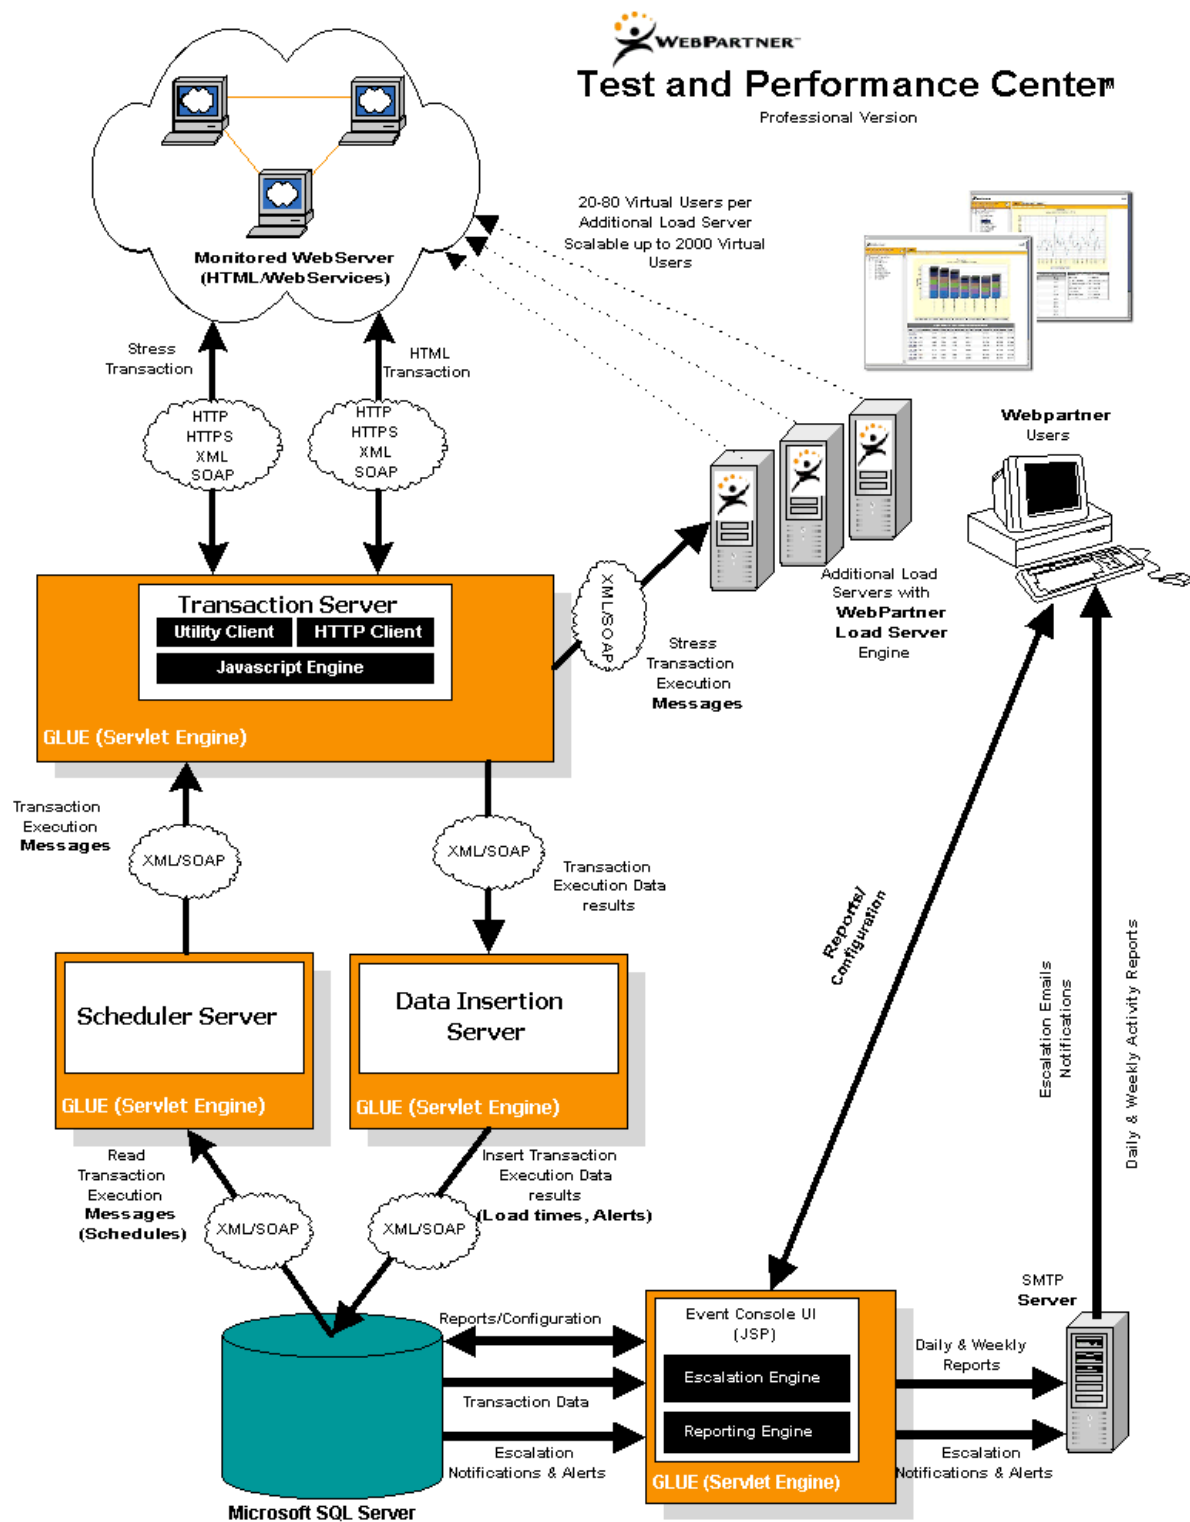 WEBPARTNER™
Test and Performance Center™
Professional Version
20-80 Virtual Users per
Additional Load Server
Scalable up to 2000 Virtual
Users
Monitored WebServer
(HTML/WebServices)
Stress
Transaction
HTML
Transaction
HTTP
HTTPS
XML
SOAP
HTTP
HTTPS
XML
SOAP
Webpartner
Users
Additional Load
Servers with
WebPartner
Load Server
Engine
Transaction Server
Utility Client
HTTP Client
Javascript Engine
GLUE (Servlet Engine)
XML/SOAP
Stress
Transaction
Execution
Messages
Transaction
Execution
Messages
XML/SOAP
XML/SOAP
Transaction
Execution Data
results
Reports/
Configuration
Escalation Emails
Notifications
Daily & Weekly Activity Reports
Scheduler Server
GLUE (Servlet Engine)
Data Insertion
Server
GLUE (Servlet Engine)
Read
Transaction
Execution
Messages
(Schedules)
XML/SOAP
XML/SOAP
Insert Transaction
Execution Data
results
(Load times, Alerts)
SMTP
Server
Reports/Configuration
Transaction Data
Escalation
Notifications & Alerts
Event Console UI
(JSP)
Escalation Engine
Reporting Engine
GLUE (Servlet Engine)
Daily & Weekly
Reports
Escalation
Notifications & Alerts
Microsoft SQL Server